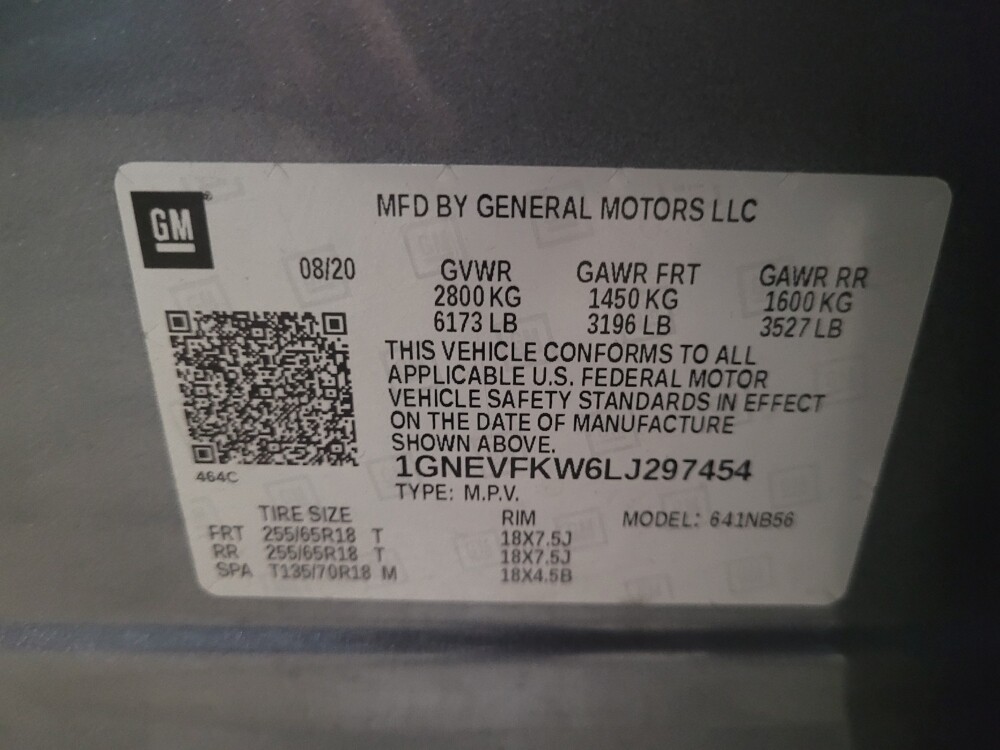 GM
MFD BY GENERAL MOTORS LLC
08/20 GVWR GAWR FRT GAWR RR
2800 KG 1450 KG 1600 KG
6173 LB 3196 LB 3527 LB
THIS VEHICLE CONFORMS TO ALL
APPLICABLE U.S. FEDERAL MOTOR
VEHICLE SAFETY STANDARDS IN EFFECT
ON THE DATE OF MANUFACTURE
SHOWN ABOVE.
464C
1GNEVFKW6LJ297454
TYPE: M.P.V.
TIRE SIZE RIM MODEL: 641NB56
FRT 255/65R18 T 18X7.5J
RR 255/65R18 T 18X7.5J
SPA T135/70R18 M 18X4.5B